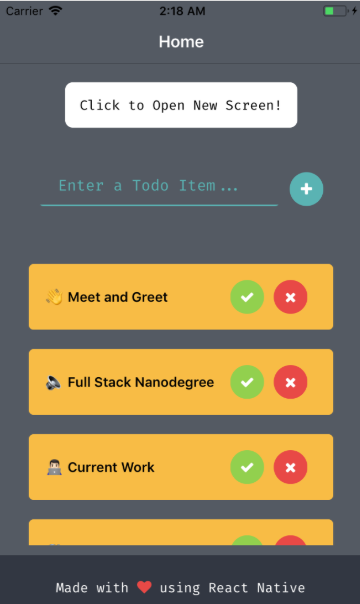 Carrier 2:18 AM
Home
Click to Open New Screen!
Enter a Todo Item...
👋 Meet and Greet
🔊 Full Stack Nanodegree
👨‍💻 Current Work
Made with ❤️ using React Native